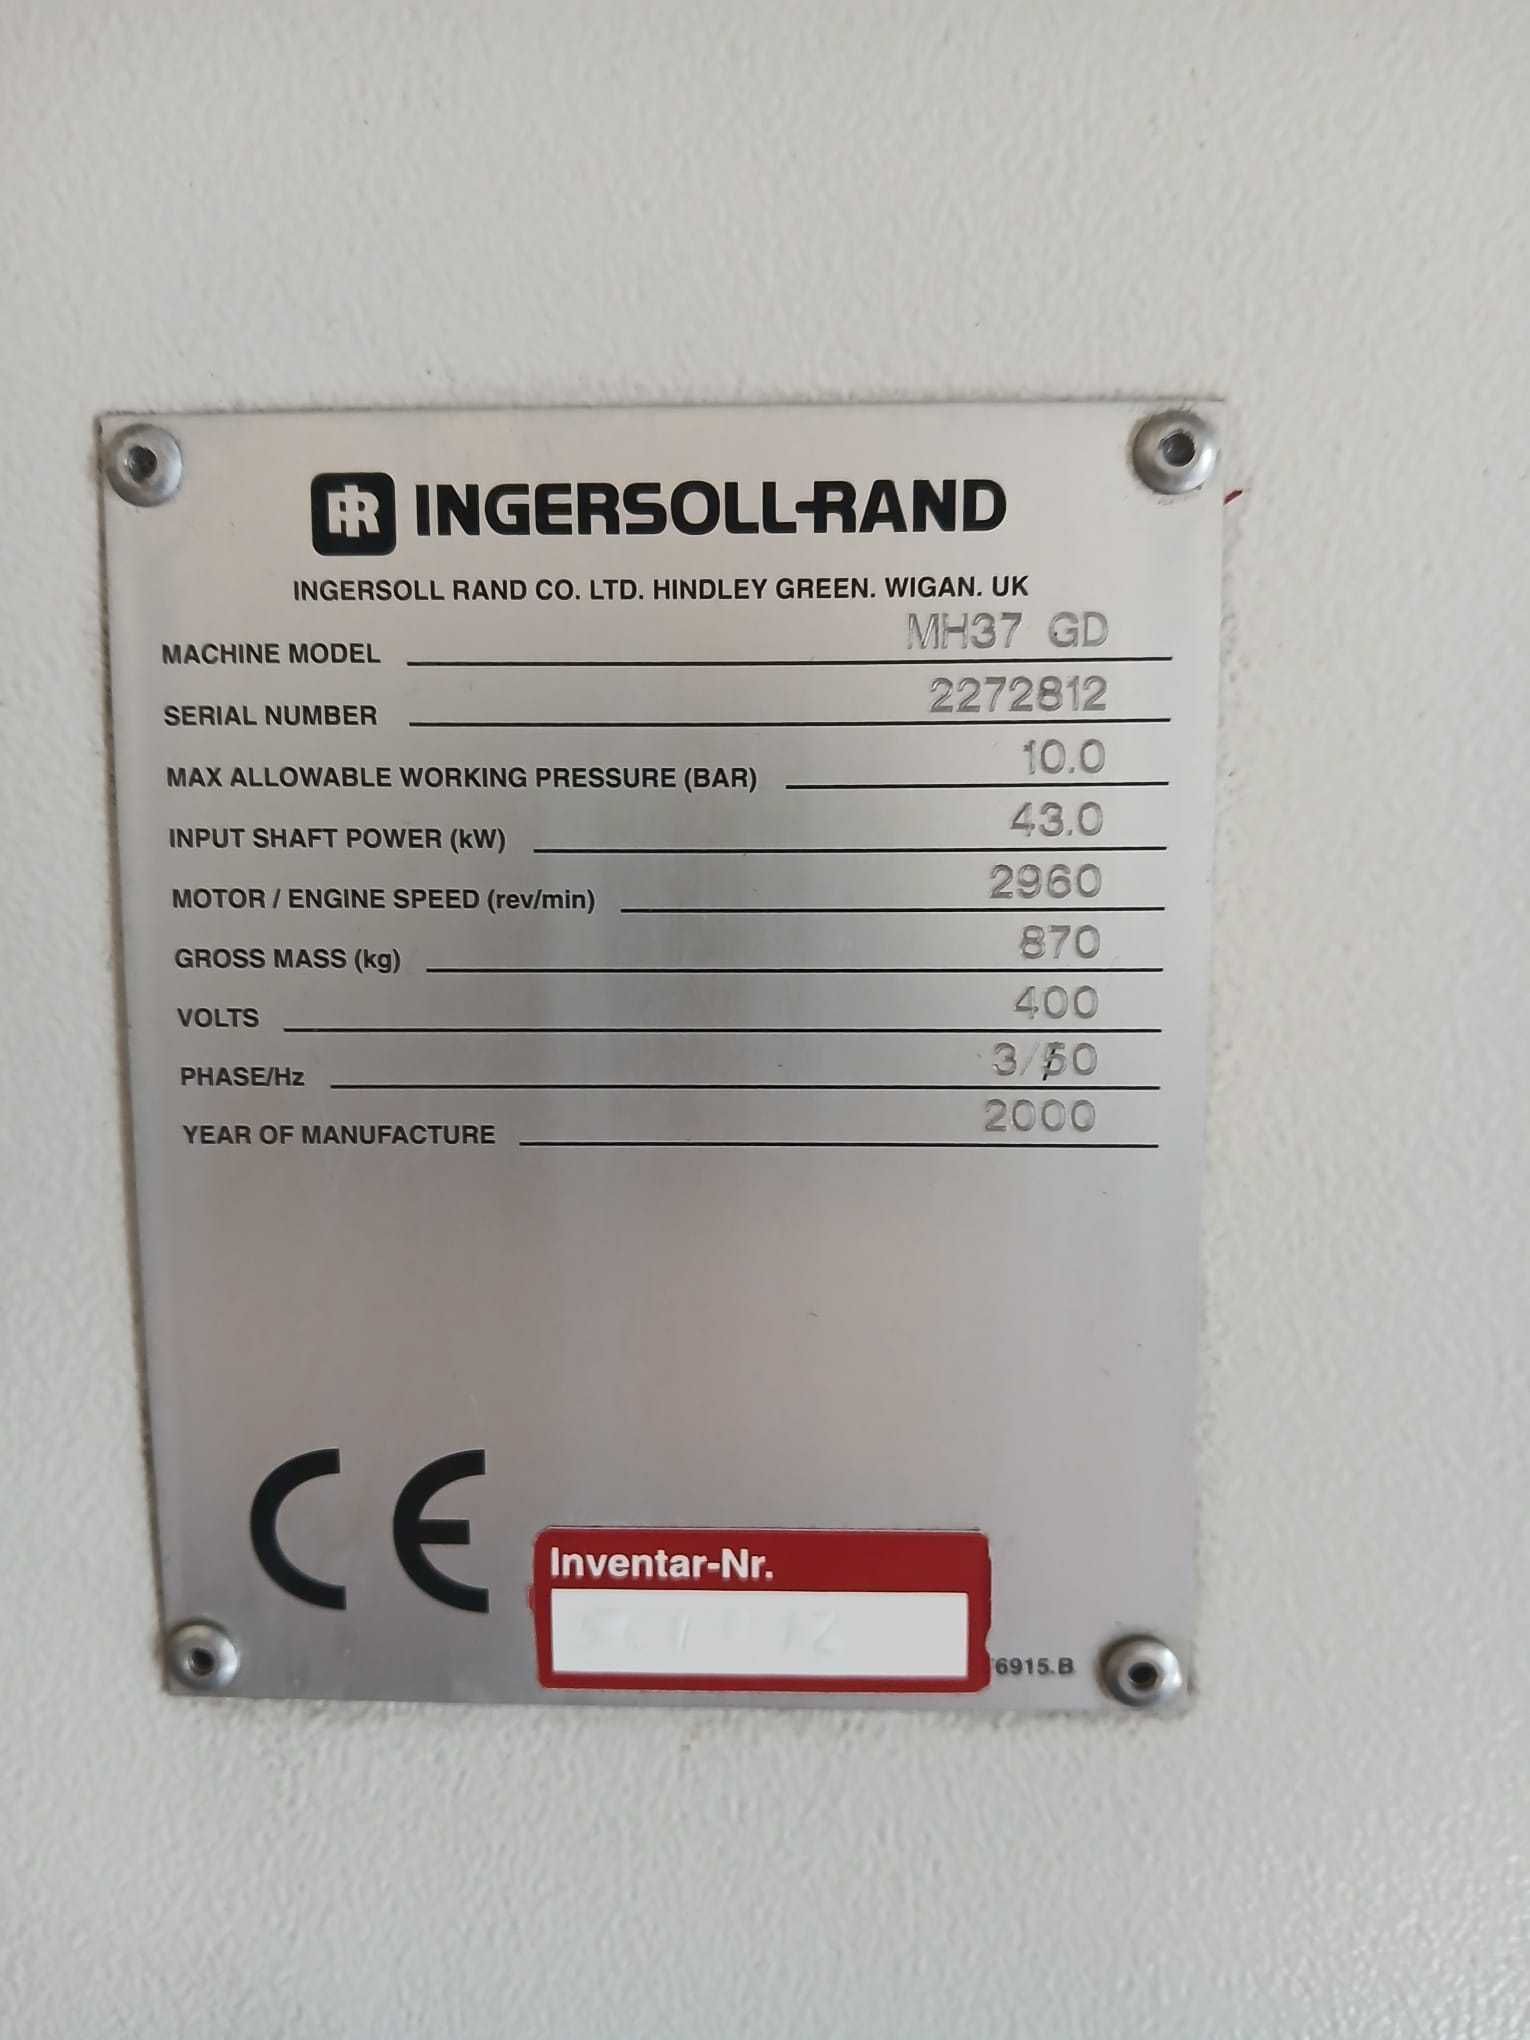 IR INGERSOLL-RAND
INGERSOLL RAND CO. LTD. HINDLEY GREEN. WIGAN. UK
MACHINE MODEL MH37 GD
SERIAL NUMBER 2272812
MAX ALLOWABLE WORKING PRESSURE (BAR) 10.0
INPUT SHAFT POWER (kW) 43.0
MOTOR / ENGINE SPEED (rev/min) 2960
GROSS MASS (kg) 870
VOLTS 400
PHASE/Hz 3/50
YEAR OF MANUFACTURE 2000
CE
Inventar-Nr.
6915.B